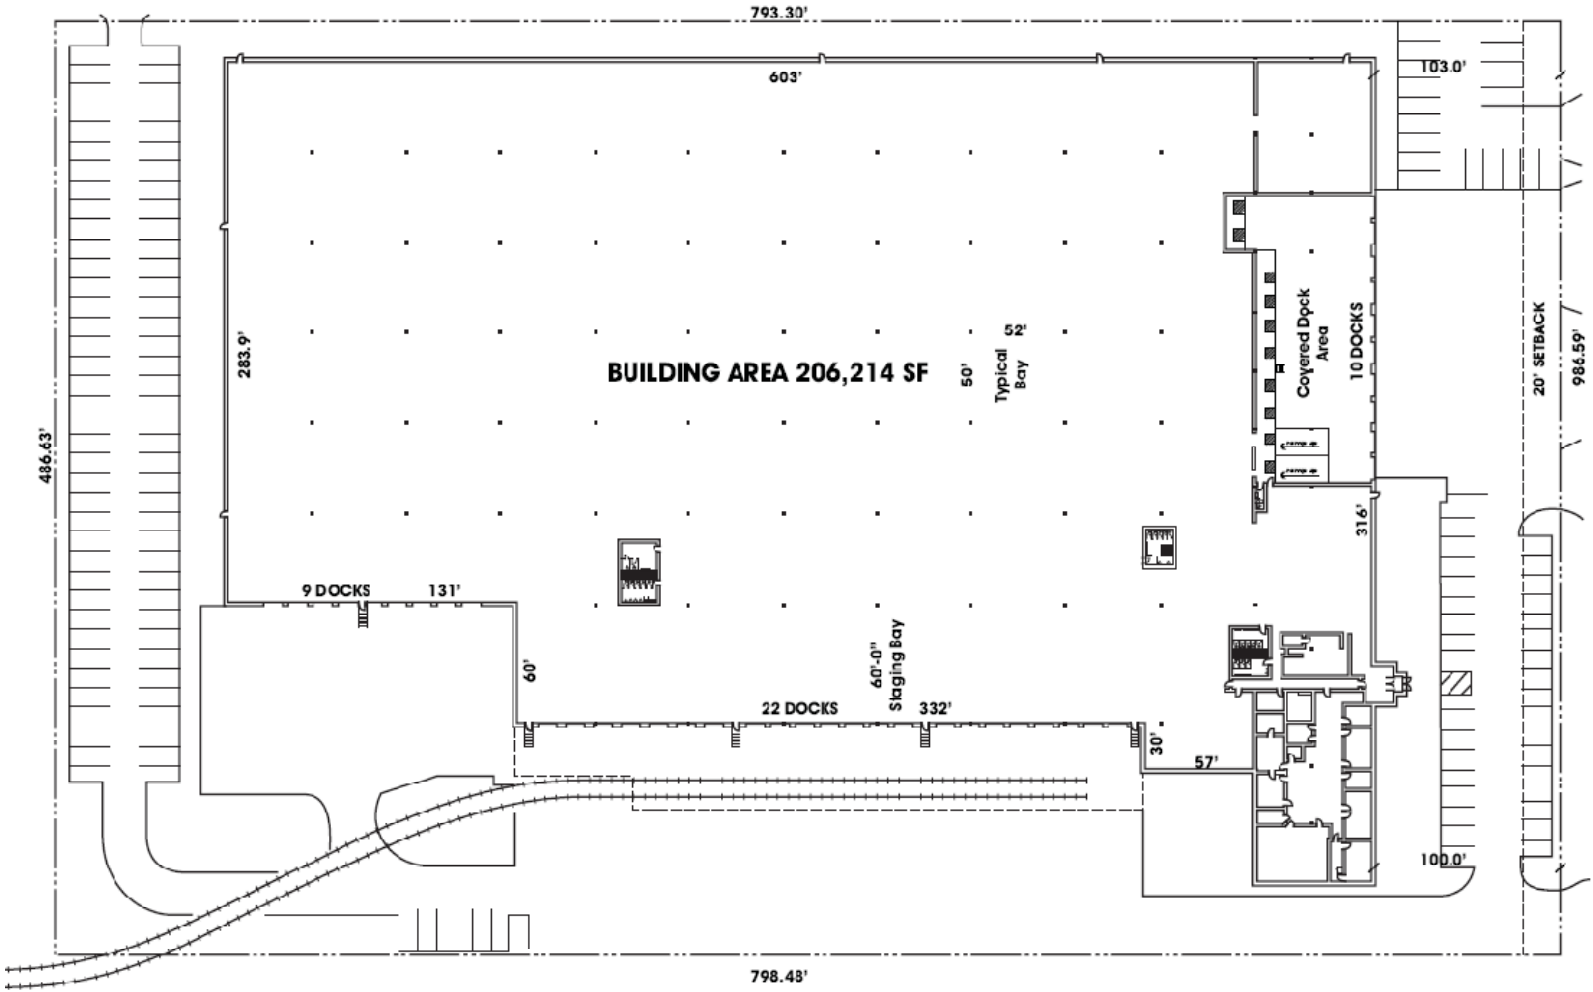 793.30'
603'
103.0'
283.9'
486.63'
BUILDING AREA 206,214 SF
52'
50'
Typical
Bay
Covered Dock
Area
10 DOCKS
20' SETBACK
986.59'
316'
9 DOCKS
131'
60'
60'-0"
Staging Bay
22 DOCKS
332'
30'
57'
100.0'
798.48'